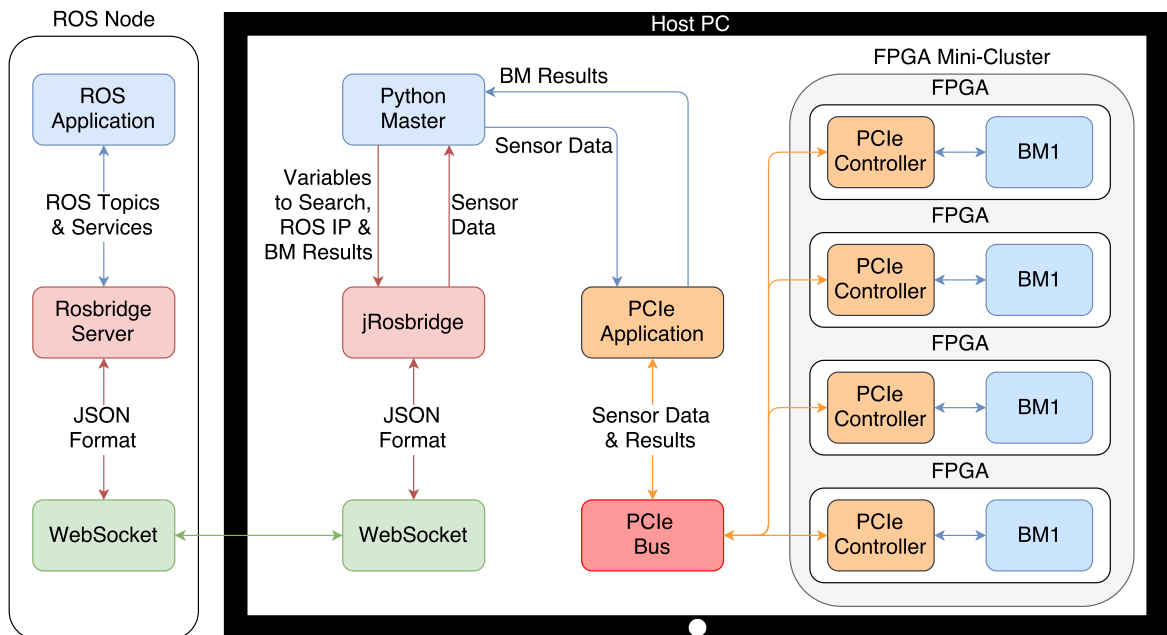 ROS Node
ROS
Application
ROS Topics
& Services
Rosbridge
Server
JSON
Format
WebSocket
Host PC
Python
Master
BM Results
Sensor Data
Variables
to Search,
ROS IP &
BM Results
Sensor
Data
jRosbridge
JSON
Format
WebSocket
PCIe
Application
Sensor Data
& Results
PCIe
Bus
FPGA Mini-Cluster
FPGA
PCIe
Controller
BM1
FPGA
PCIe
Controller
BM1
FPGA
PCIe
Controller
BM1
FPGA
PCIe
Controller
BM1